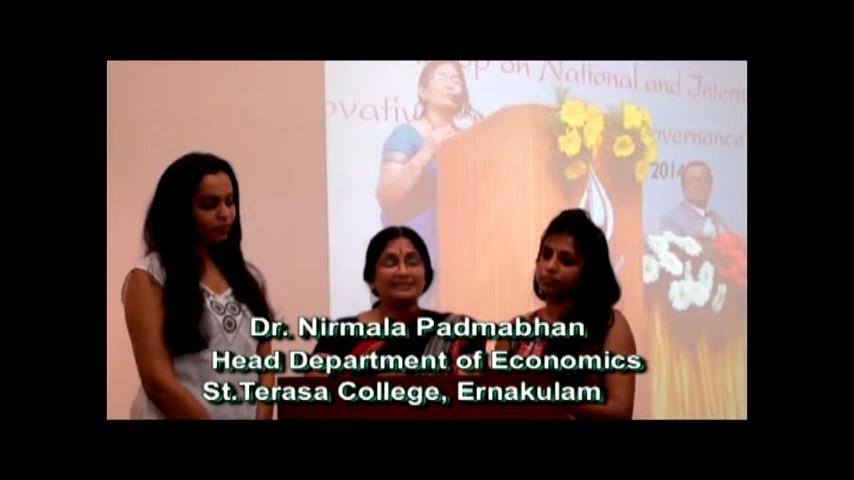 on National and Intern
ovativ
overnance
2014
Dr. Nirmala Padmabhan
Head Department of Economics
St.Terasa College, Ernakulam